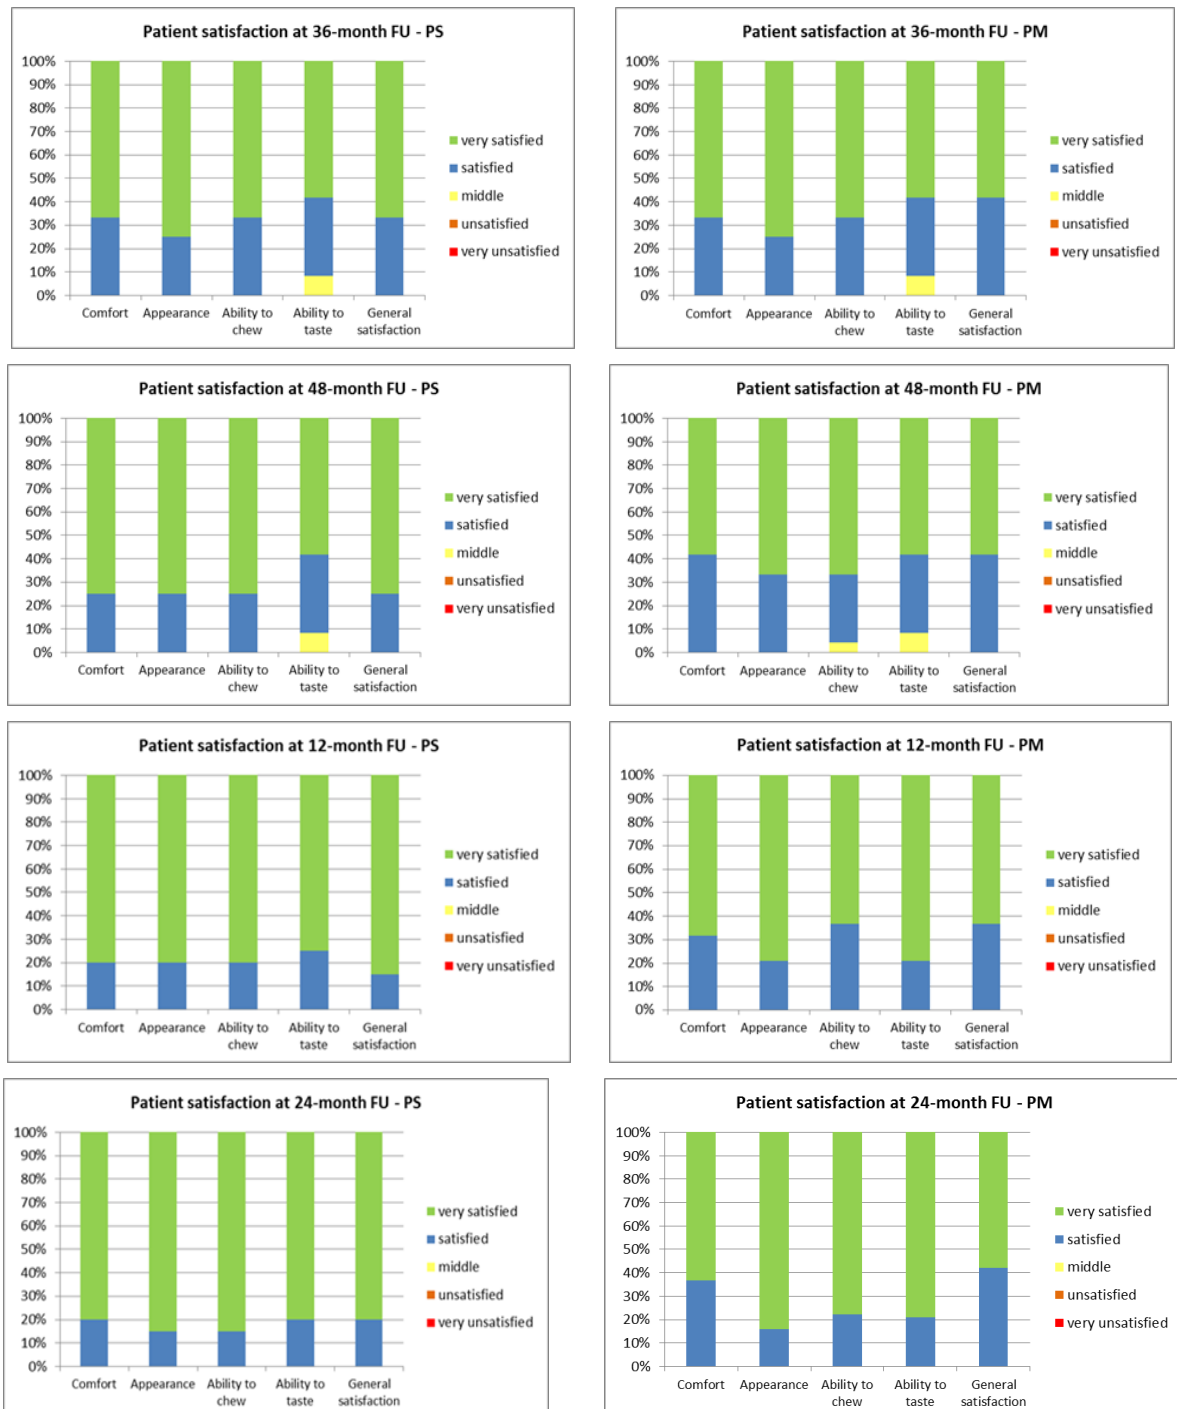 Patient satisfaction at 36-month FU - PS
100%
90%
80%
70%
60%
50%
40%
30%
20%
10%
0%
Comfort Appearance Ability to chew Ability to taste General satisfaction
very satisfied
satisfied
middle
unsatisfied
very unsatisfied
Patient satisfaction at 36-month FU - PM
100%
90%
80%
70%
60%
50%
40%
30%
20%
10%
0%
Comfort Appearance Ability to chew Ability to taste General satisfaction
very satisfied
satisfied
middle
unsatisfied
very unsatisfied
Patient satisfaction at 48-month FU - PS
100%
90%
80%
70%
60%
50%
40%
30%
20%
10%
0%
Comfort Appearance Ability to chew Ability to taste General satisfaction
very satisfied
satisfied
middle
unsatisfied
very unsatisfied
Patient satisfaction at 48-month FU - PM
100%
90%
80%
70%
60%
50%
40%
30%
20%
10%
0%
Comfort Appearance Ability to chew Ability to taste General satisfaction
very satisfied
satisfied
middle
unsatisfied
very unsatisfied
Patient satisfaction at 12-month FU - PS
100%
90%
80%
70%
60%
50%
40%
30%
20%
10%
0%
Comfort Appearance Ability to chew Ability to taste General satisfaction
very satisfied
satisfied
middle
unsatisfied
very unsatisfied
Patient satisfaction at 12-month FU - PM
100%
90%
80%
70%
60%
50%
40%
30%
20%
10%
0%
Comfort Appearance Ability to chew Ability to taste General satisfaction
very satisfied
satisfied
middle
unsatisfied
very unsatisfied
Patient satisfaction at 24-month FU - PS
100%
90%
80%
70%
60%
50%
40%
30%
20%
10%
0%
Comfort Appearance Ability to chew Ability to taste General satisfaction
very satisfied
satisfied
middle
unsatisfied
very unsatisfied
Patient satisfaction at 24-month FU - PM
100%
90%
80%
70%
60%
50%
40%
30%
20%
10%
0%
Comfort Appearance Ability to chew Ability to taste General satisfaction
very satisfied
satisfied
middle
unsatisfied
very unsatisfied